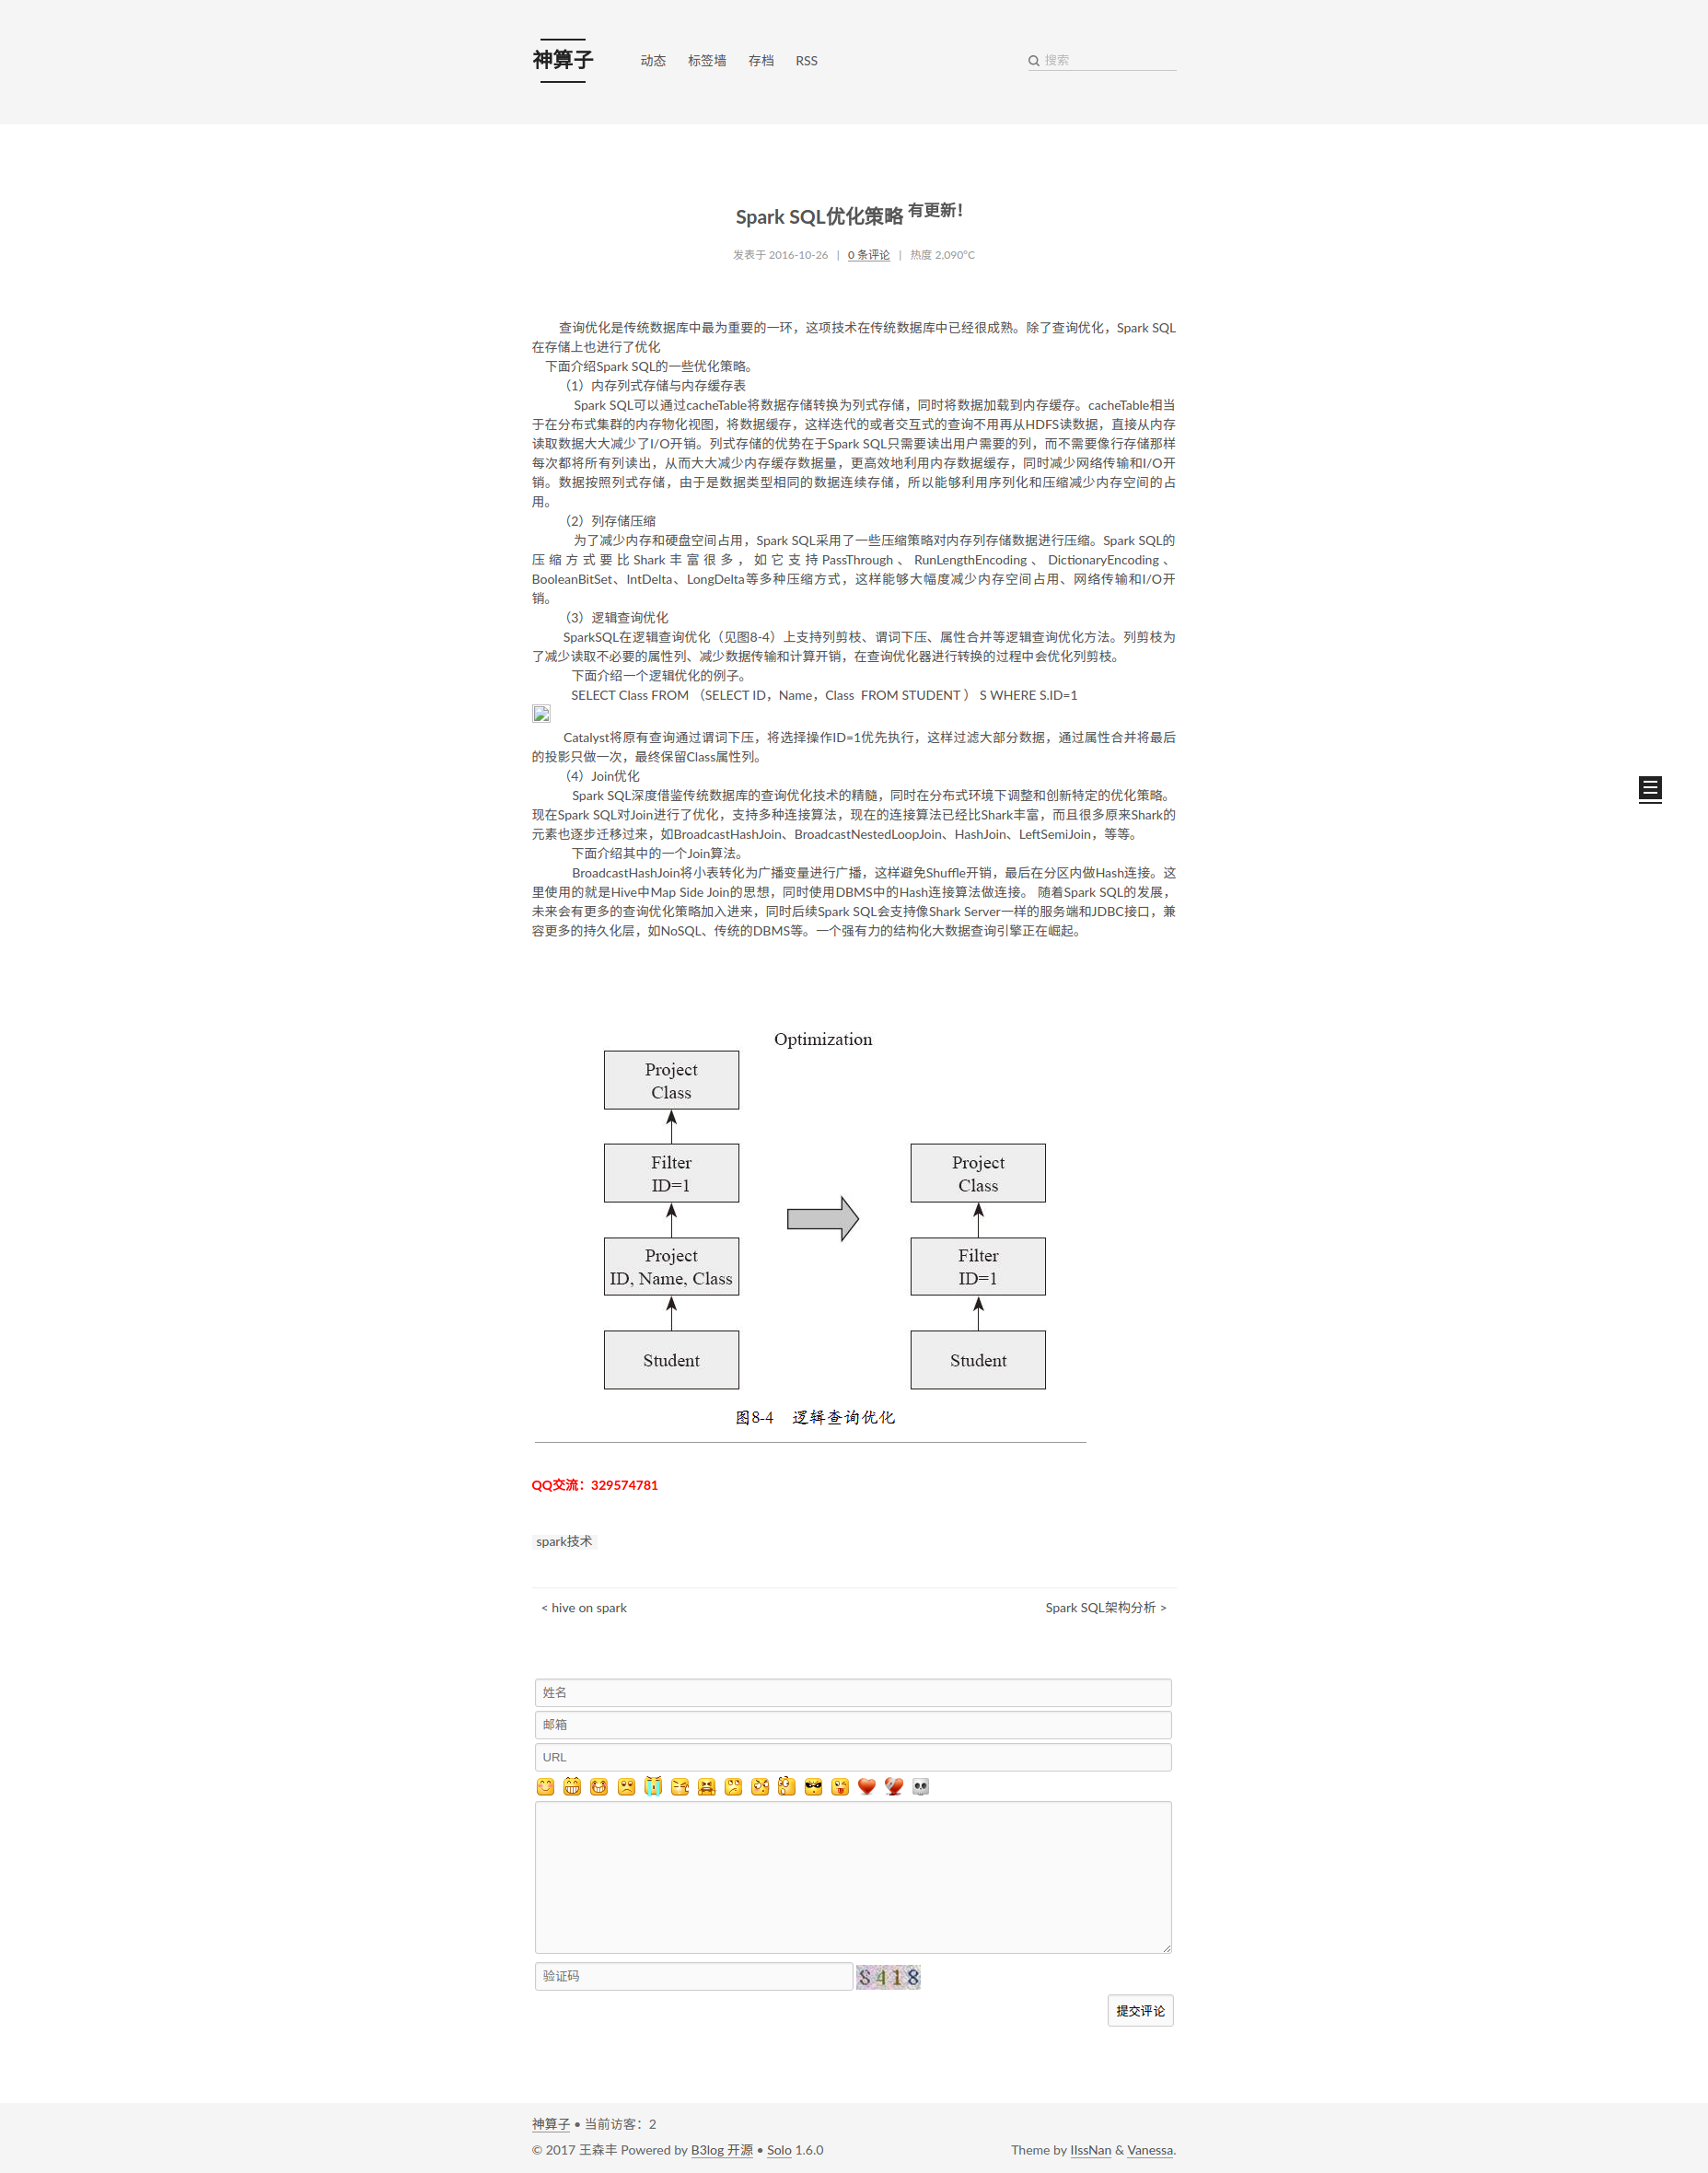 神算子
动态 标签墙 存档 RSS
搜索
Spark SQL优化策略 有更新！
发表于 2016-10-26 | 0 条评论 | 热度 2,090°C
查询优化是传统数据库中最为重要的一环，这项技术在传统数据库中已经很成熟。除了查询优化，Spark SQL
在存储上也进行了优化
下面介绍Spark SQL的一些优化策略。
（1）内存列式存储与内存缓存表
Spark SQL可以通过cacheTable将数据存储转换为列式存储，同时将数据加载到内存缓存。cacheTable相当
于在分布式集群的内存物化视图，将数据缓存，这样迭代的或者交互式的查询不用再从HDFS读数据，直接从内存
读取数据大大减少了I/O开销。列式存储的优势在于Spark SQL只需要读出用户需要的列，而不需要像行存储那样
每次都将所有列读出，从而大大减少内存缓存数据量，更高效地利用内存数据缓存，同时减少网络传输和I/O开
销。数据按照列式存储，由于是数据类型相同的数据连续存储，所以能够利用序列化和压缩减少内存空间的占
用。
（2）列存储压缩
为了减少内存和硬盘空间占用，Spark SQL采用了一些压缩策略对内存列存储数据进行压缩。Spark SQL的
压缩方式要比Shark丰富很多，如它支持PassThrough、RunLengthEncoding、DictionaryEncoding、
BooleanBitSet、IntDelta、LongDelta等多种压缩方式，这样能够大幅度减少内存空间占用、网络传输和I/O开
销。
（3）逻辑查询优化
SparkSQL在逻辑查询优化（见图8-4）上支持列剪枝、谓词下压、属性合并等逻辑查询优化方法。列剪枝为
了减少读取不必要的属性列、减少数据传输和计算开销，在查询优化器进行转换的过程中会优化列剪枝。
下面介绍一个逻辑优化的例子。
SELECT Class FROM （SELECT ID，Name，Class  FROM STUDENT ） S WHERE S.ID=1
Catalyst将原有查询通过谓词下压，将选择操作ID=1优先执行，这样过滤大部分数据，通过属性合并将最后
的投影只做一次，最终保留Class属性列。
（4）Join优化
Spark SQL深度借鉴传统数据库的查询优化技术的精髓，同时在分布式环境下调整和创新特定的优化策略。
现在Spark SQL对Join进行了优化，支持多种连接算法，现在的连接算法已经比Shark丰富，而且很多原来Shark的
元素也逐步迁移过来，如BroadcastHashJoin、BroadcastNestedLoopJoin、HashJoin、LeftSemiJoin，等等。
下面介绍其中的一个Join算法。
BroadcastHashJoin将小表转化为广播变量进行广播，这样避免Shuffle开销，最后在分区内做Hash连接。这
里使用的就是Hive中Map Side Join的思想，同时使用DBMS中的Hash连接算法做连接。 随着Spark SQL的发展，
未来会有更多的查询优化策略加入进来，同时后续Spark SQL会支持像Shark Server一样的服务端和JDBC接口，兼
容更多的持久化层，如NoSQL、传统的DBMS等。一个强有力的结构化大数据查询引擎正在崛起。
Optimization
Project
Class
Filter
ID=1
Project
ID, Name, Class
Student
Project
Class
Filter
ID=1
Student
图8-4 逻辑查询优化
QQ交流：329574781
spark技术
< hive on spark
Spark SQL架构分析 >
姓名
邮箱
URL
验证码
S418
提交评论
神算子 • 当前访客：2
© 2017 王森丰 Powered by B3log 开源 • Solo 1.6.0
Theme by IIssNan & Vanessa.